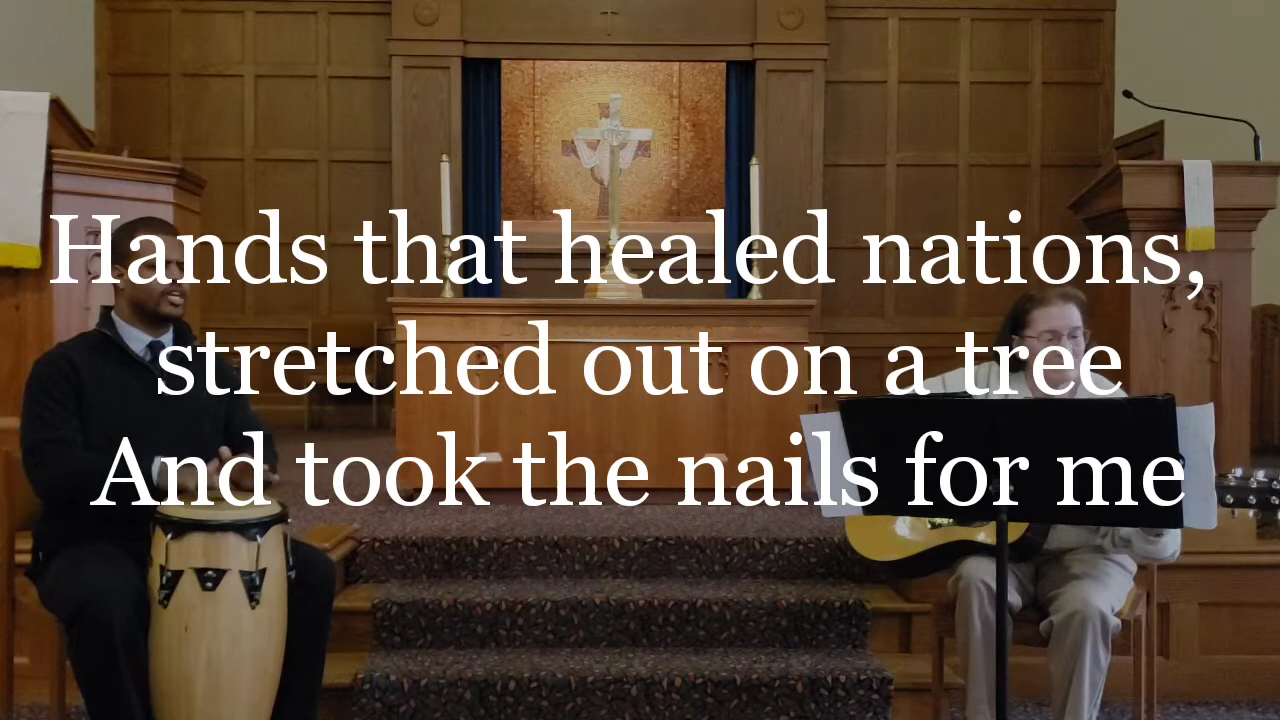 Hands that healed nations,
stretched out on a tree
And took the nails for me